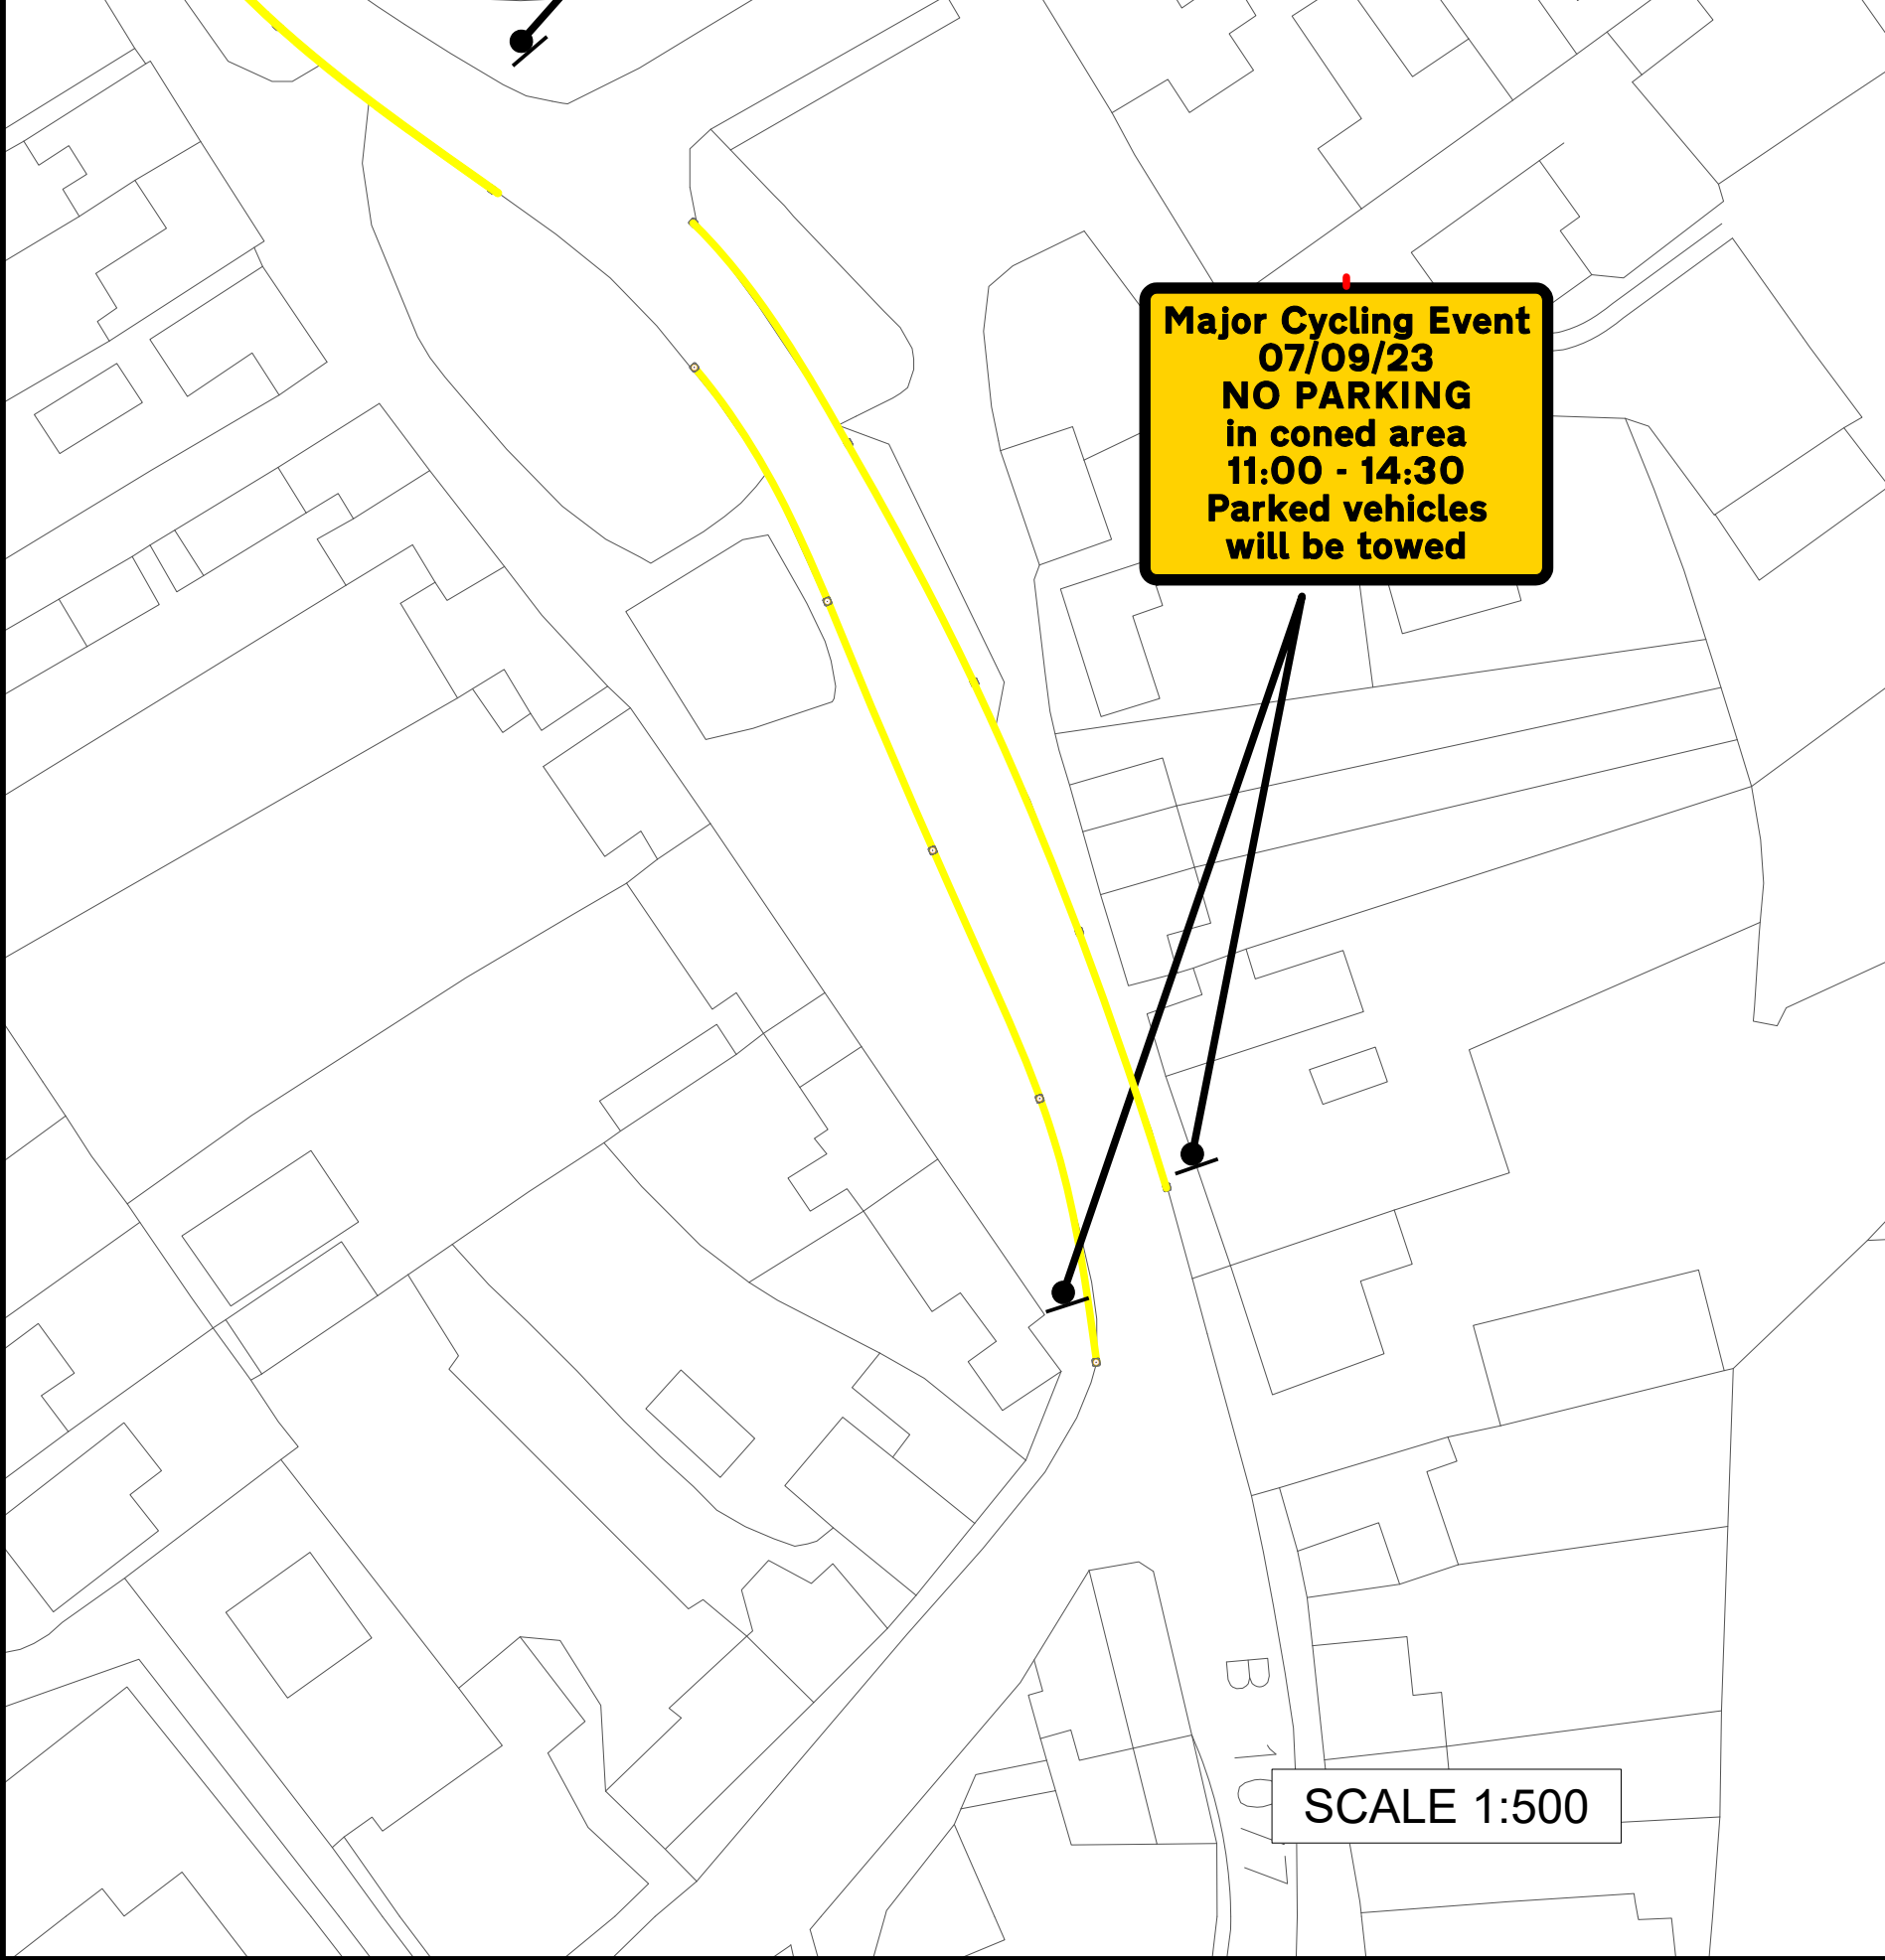 Major Cycling Event
07/09/23
NO PARKING
in coned area
11:00 - 14:30
Parked vehicles
will be towed
B
SCALE 1:500